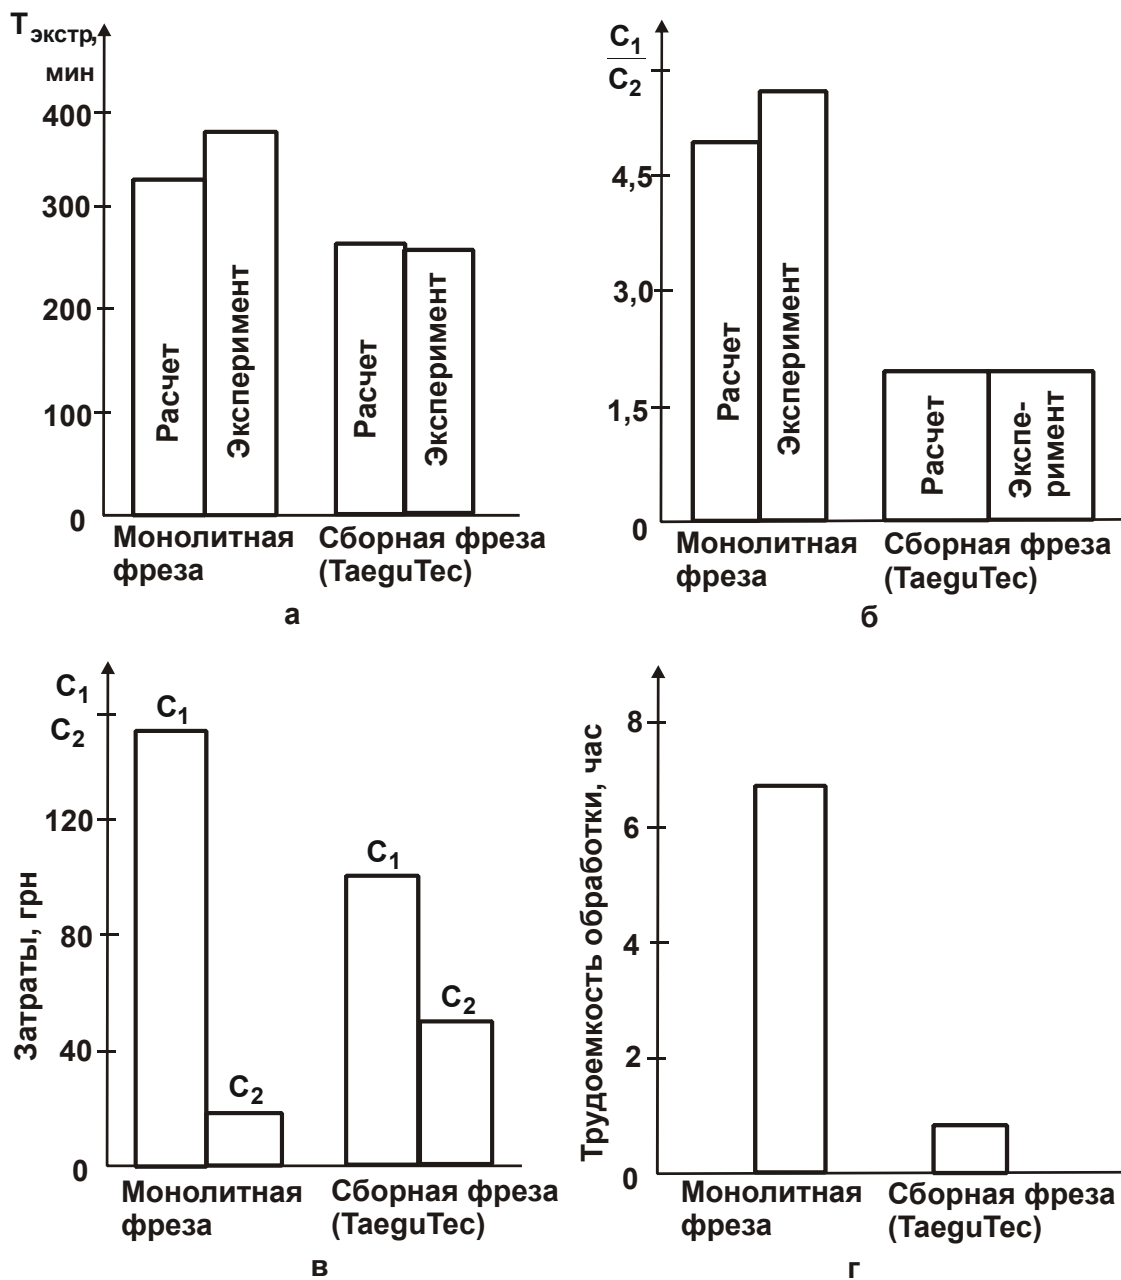 Tэкстр,
мин
400
300
200
100
0
Расчет
Эксперимент
Расчет
Эксперимент
Монолитная
фреза
Сборная фреза
(TaeguTec)
а
C1
C2
4,5
3,0
1,5
0
Расчет
Эксперимент
Расчет
Экспе-
римент
Монолитная
фреза
Сборная фреза
(TaeguTec)
б
C1
C2
120
80
40
0
Затраты, грн
C1
C2
C1
C2
Монолитная
фреза
Сборная фреза
(TaeguTec)
в
Трудоемкость обработки, час
8
6
4
2
0
Монолитная
фреза
Сборная фреза
(TaeguTec)
г